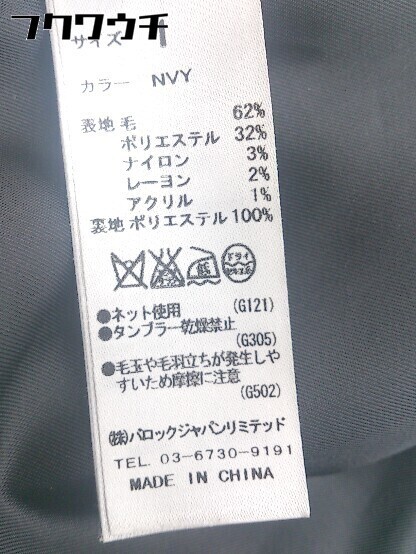 フクワウチ
サイズ 1
カラー NVY
表地 毛 62%
ポリエステル 32%
ナイロン 3%
レーヨン 2%
アクリル 1%
裏地 ポリエステル 100%
ドライ
●ネット使用 (G121)
●タンブラー乾燥禁止
(G305)
●毛玉や毛羽立ちが発生しや
すいため摩擦に注意
(G502)
(株)バロックジャパンリミテッド
TEL. 03-6730-9191
MADE IN CHINA